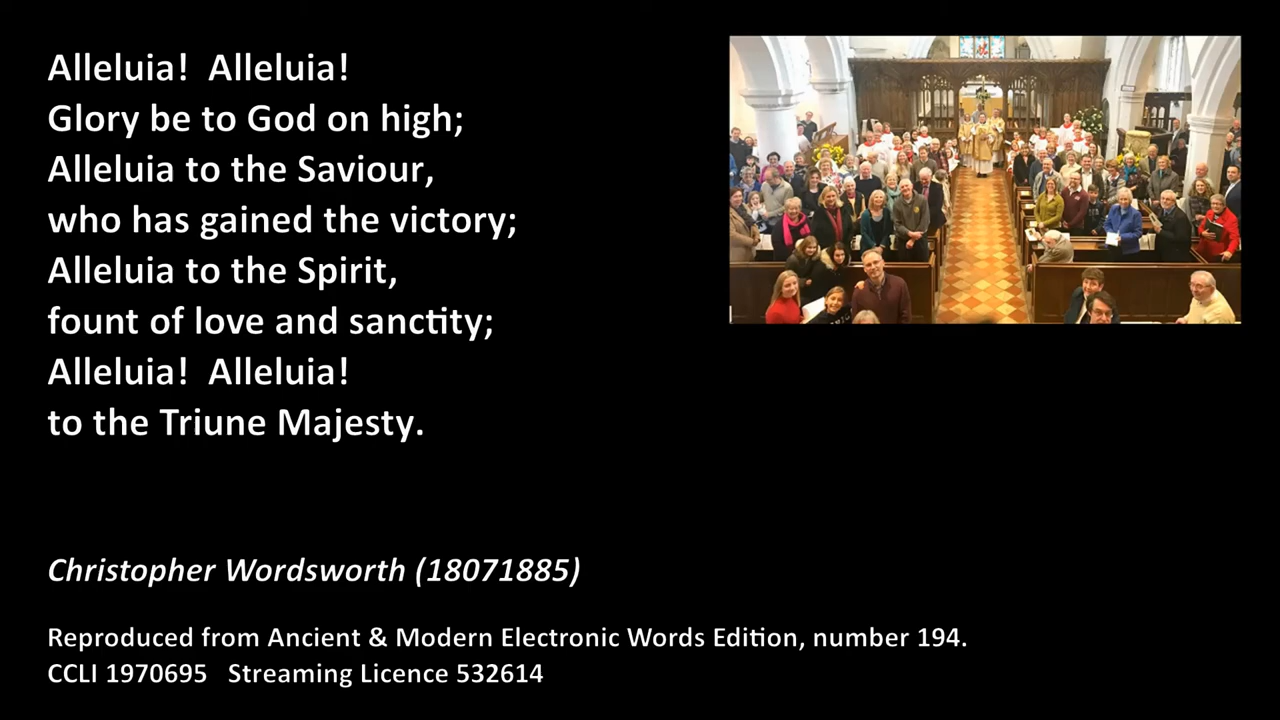 Alleluia!  Alleluia!
Glory be to God on high;
Alleluia to the Saviour,
who has gained the victory;
Alleluia to the Spirit,
fount of love and sanctity;
Alleluia!  Alleluia!
to the Triune Majesty.
Christopher Wordsworth (18071885)
Reproduced from Ancient & Modern Electronic Words Edition, number 194.
CCLI 1970695   Streaming Licence 532614